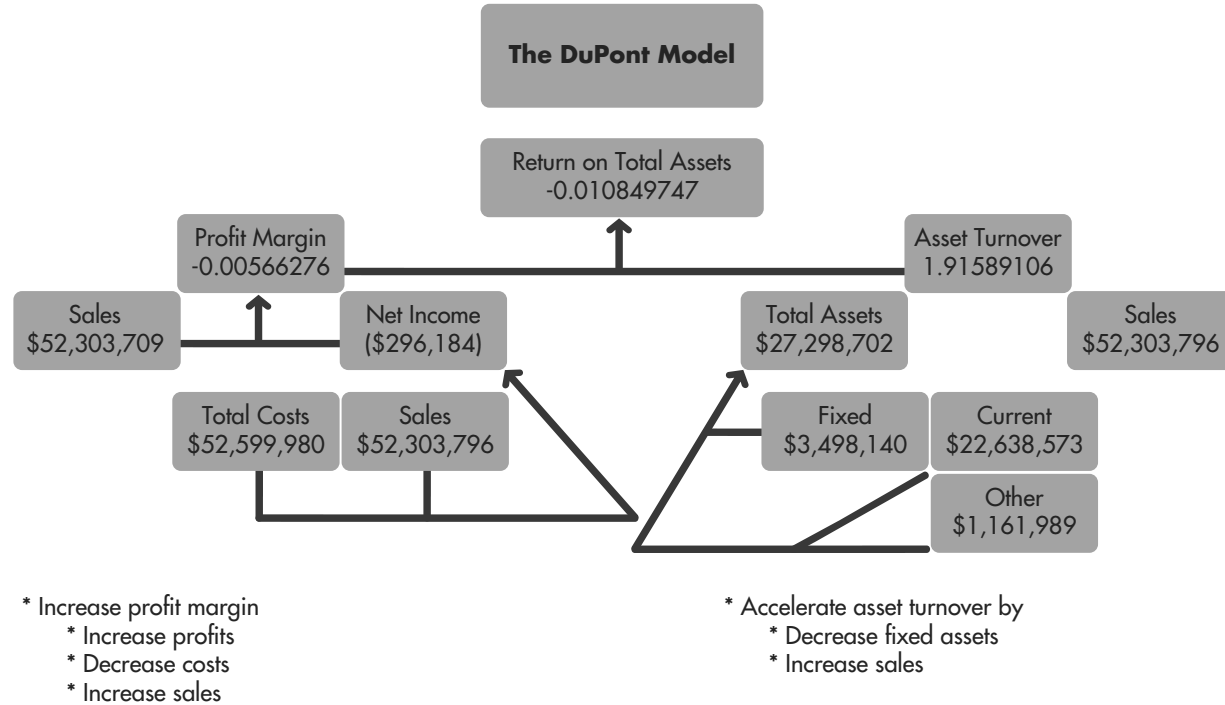 The DuPont Model
Return on Total Assets
-0.010849747
Profit Margin
-0.00566276
Asset Turnover
1.91589106
Sales
$52,303,709
Net Income
($296,184)
Total Assets
$27,298,702
Sales
$52,303,796
Total Costs
$52,599,980
Sales
$52,303,796
Fixed
$3,498,140
Current
$22,638,573
Other
$1,161,989
* Increase profit margin
* Increase profits
* Decrease costs
* Increase sales
* Accelerate asset turnover by
* Decrease fixed assets
* Increase sales